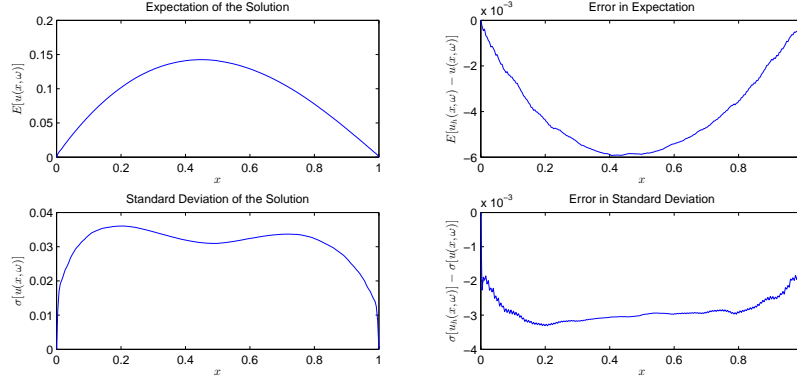 Expectation of the Solution
0.2
0.15
0.1
0.05
0
E[u(x,ω)]
0 0.2 0.4 0.6 0.8 1
x
Error in Expectation
x 10⁻³
0
−2
−4
−6
E[uₕ(x,ω) − u(x,ω)]
0 0.2 0.4 0.6 0.8
x
Standard Deviation of the Solution
0.04
0.03
0.02
0.01
0
σ[u(x,ω)]
0 0.2 0.4 0.6 0.8 1
x
Error in Standard Deviation
x 10⁻³
0
−1
−2
−3
−4
σ[uₕ(x,ω)] − σ[u(x,ω)]
0 0.2 0.4 0.6 0.8
x